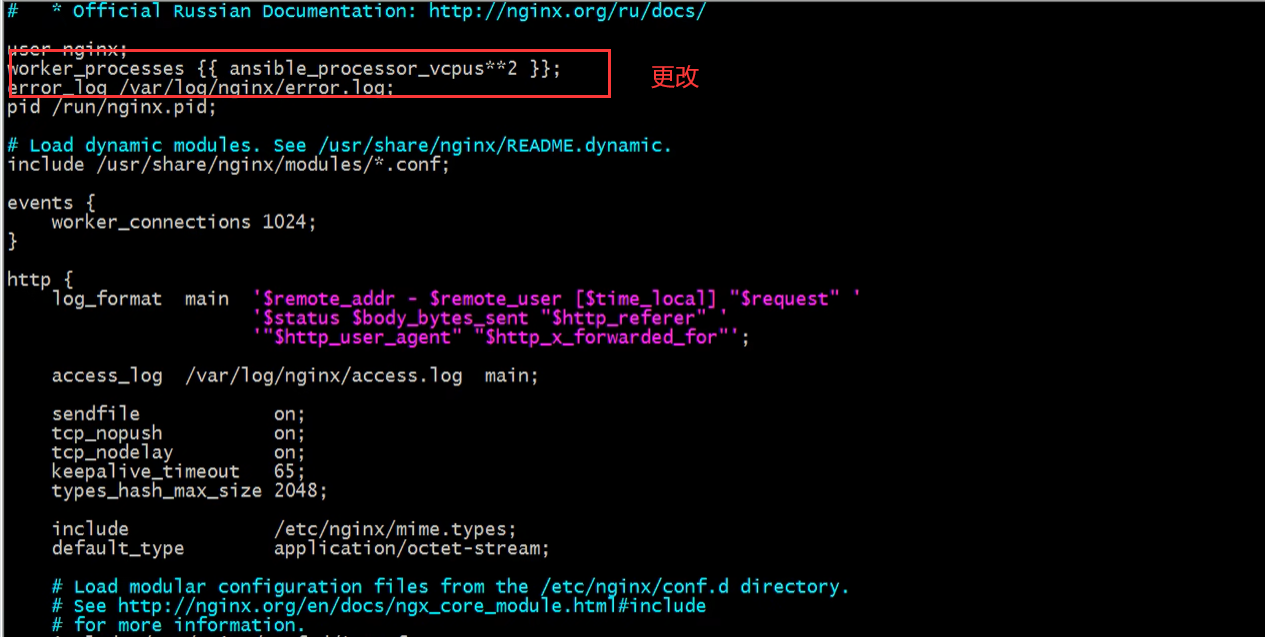 #   * Official Russian Documentation: http://nginx.org/ru/docs/
user nginx;
worker_processes {{ ansible_processor_vcpus**2 }};
更改
error_log /var/log/nginx/error.log;
pid /run/nginx.pid;
# Load dynamic modules. See /usr/share/nginx/README.dynamic.
include /usr/share/nginx/modules/*.conf;
events {
    worker_connections 1024;
}
http {
    log_format  main  '$remote_addr - $remote_user [$time_local] "$request" '
                      '$status $body_bytes_sent "$http_referer" '
                      '"$http_user_agent" "$http_x_forwarded_for"';
    access_log  /var/log/nginx/access.log  main;
    sendfile            on;
    tcp_nopush          on;
    tcp_nodelay         on;
    keepalive_timeout   65;
    types_hash_max_size 2048;
    include             /etc/nginx/mime.types;
    default_type        application/octet-stream;
    # Load modular configuration files from the /etc/nginx/conf.d directory.
    # See http://nginx.org/en/docs/ngx_core_module.html#include
    # for more information.